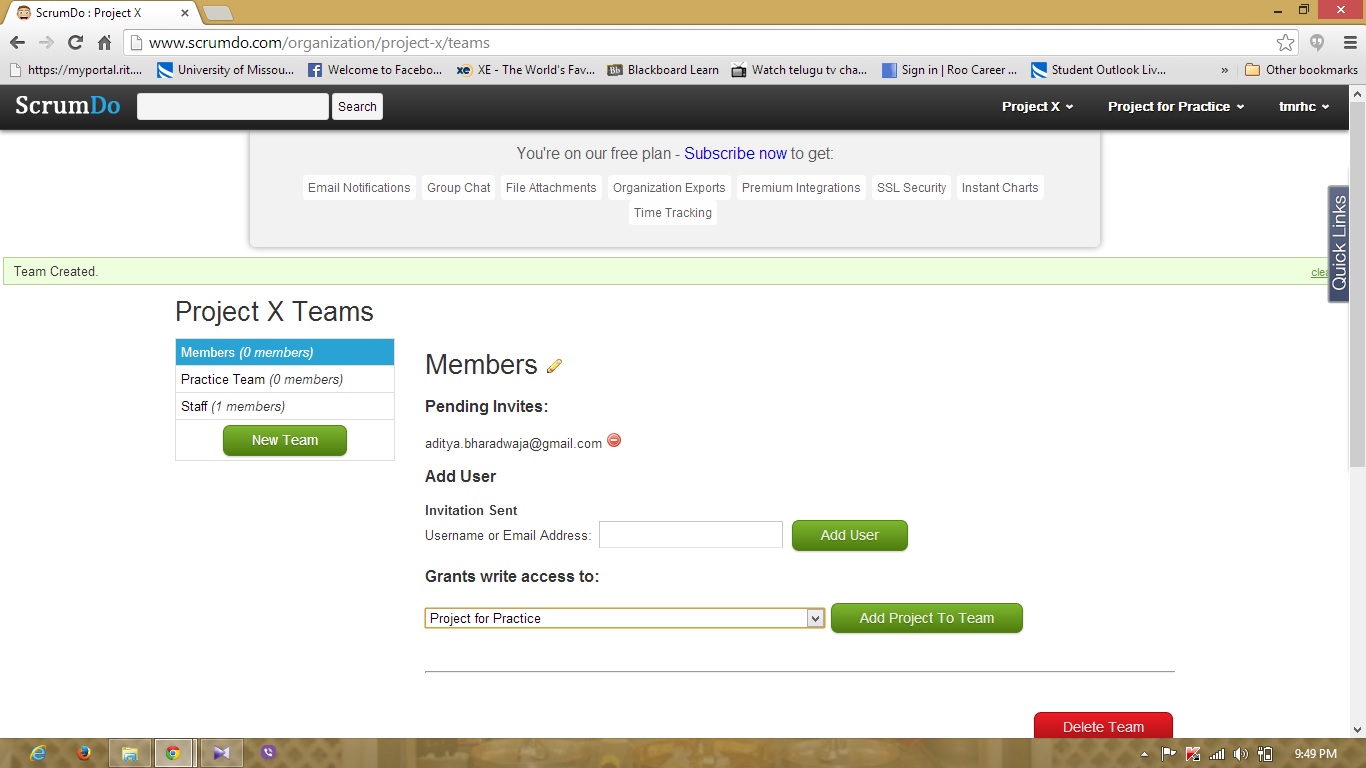 ScrumDo : Project X
www.scrumdo.com/organization/project-x/teams
https://myportal.rit.... University of Missou... Welcome to Facebo... XE - The World's Fav... Blackboard Learn Watch telugu tv cha... Sign in | Roo Career ... Student Outlook Liv... » Other bookmarks
ScrumDo Search Project X Project for Practice tmrhc
You're on our free plan - Subscribe now to get:
Email Notifications Group Chat File Attachments Organization Exports Premium Integrations SSL Security Instant Charts
Time Tracking
Quick Links
Team Created. clea
Project X Teams
Members (0 members)
Practice Team (0 members)
Staff (1 members)
New Team
Members
Pending Invites:
aditya.bharadwaja@gmail.com
Add User
Invitation Sent
Username or Email Address: Add User
Grants write access to:
Project for Practice Add Project To Team
Delete Team
9:49 PM